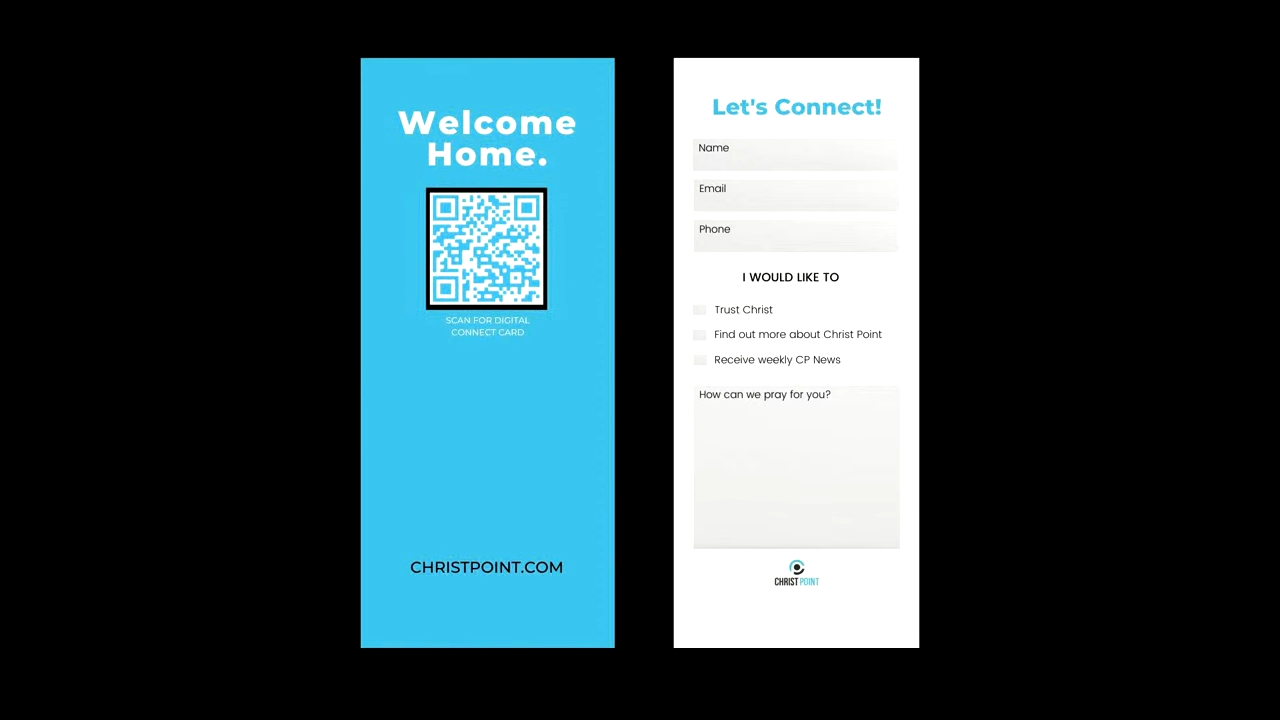 Welcome
Home.
SCAN FOR DIGITAL
CONNECT CARD
CHRISTPOINT.COM
Let's Connect!
Name
Email
Phone
I WOULD LIKE TO
Trust Christ
Find out more about Christ Point
Receive weekly CP News
How can we pray for you?
CHRIST POINT